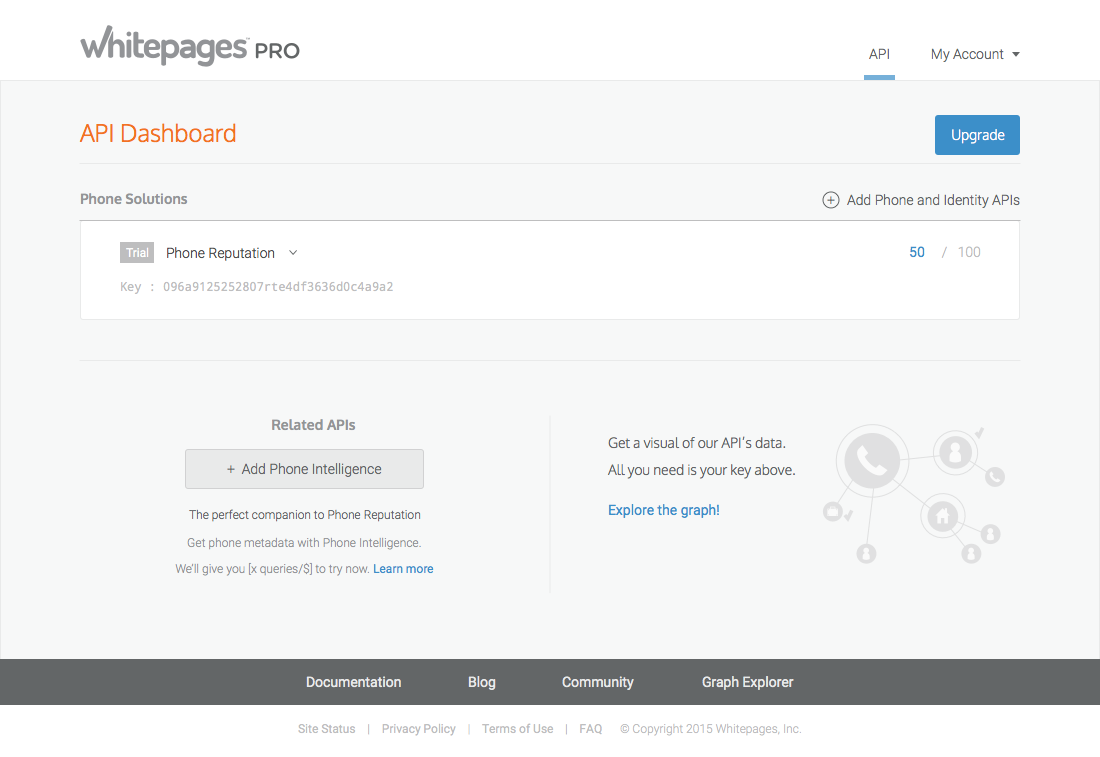 Whitepages™ PRO
API
My Account
API Dashboard
Upgrade
Phone Solutions
Add Phone and Identity APIs
Trial
Phone Reputation
50 / 100
Key : 096a9125252807rte4df3636d0c4a9a2
Related APIs
+ Add Phone Intelligence
The perfect companion to Phone Reputation
Get phone metadata with Phone Intelligence.
We'll give you [x queries/$] to try now. Learn more
Get a visual of our API's data.
All you need is your key above.
Explore the graph!
Documentation
Blog
Community
Graph Explorer
Site Status | Privacy Policy | Terms of Use | FAQ © Copyright 2015 Whitepages, Inc.